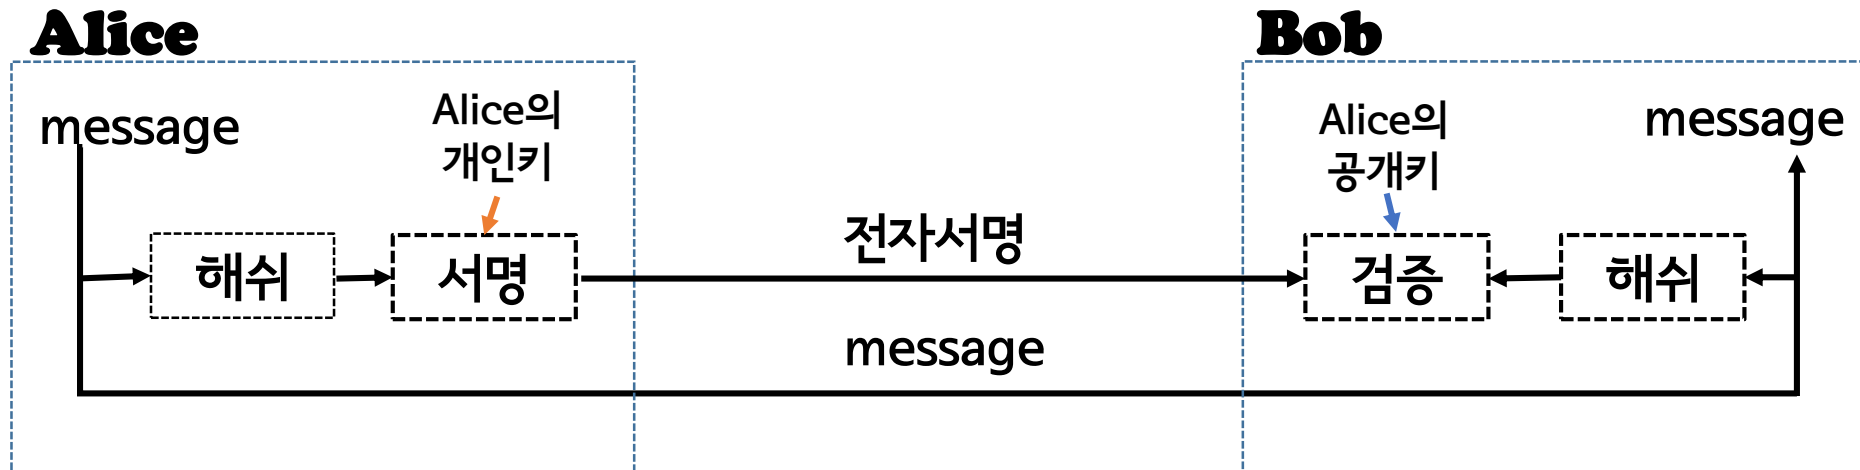 Alice
Bob
message
Alice의
개인키
Alice의
공개키
message
해쉬
서명
전자서명
검증
해쉬
message